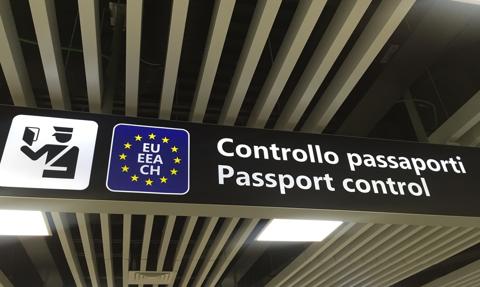 EU
EEA
CH
Controllo passaporti
Passport control